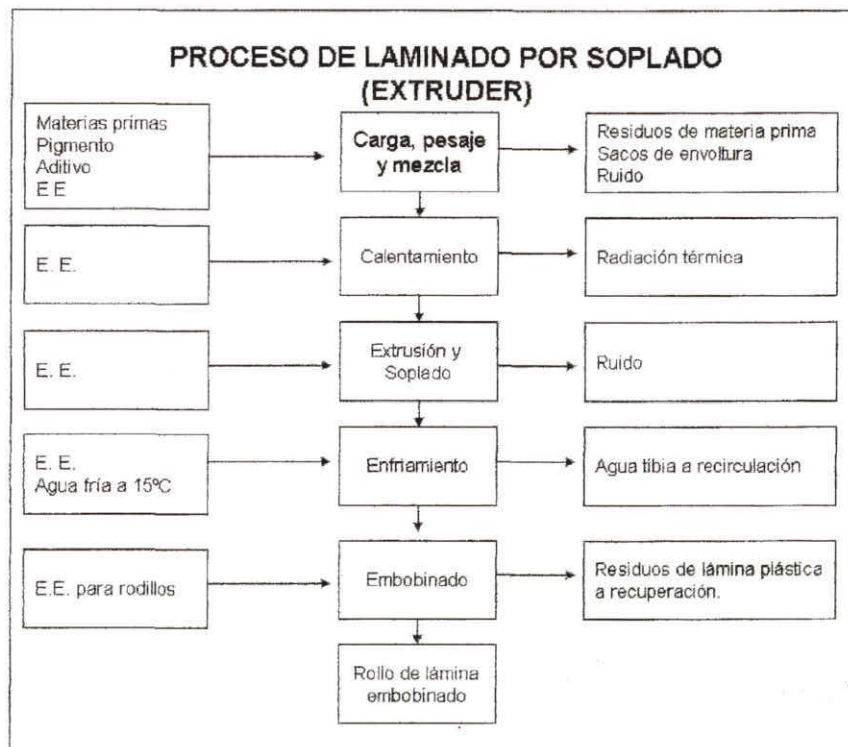 PROCESO DE LAMINADO POR SOPLADO
(EXTRUDER)
Materias primas
Pigmento
Aditivo
E.E
Carga, pesaje
y mezcla
Residuos de materia prima
Sacos de envoltura
Ruido
E. E.
Calentamiento
Radiación térmica
E. E.
Extrusión y
Soplado
Ruido
E. E.
Agua fría a 15ºC
Enfriamiento
Agua tibia a recirculación
E.E. para rodillos
Embobinado
Residuos de lámina plástica
a recuperación.
Rollo de lámina
embobinado